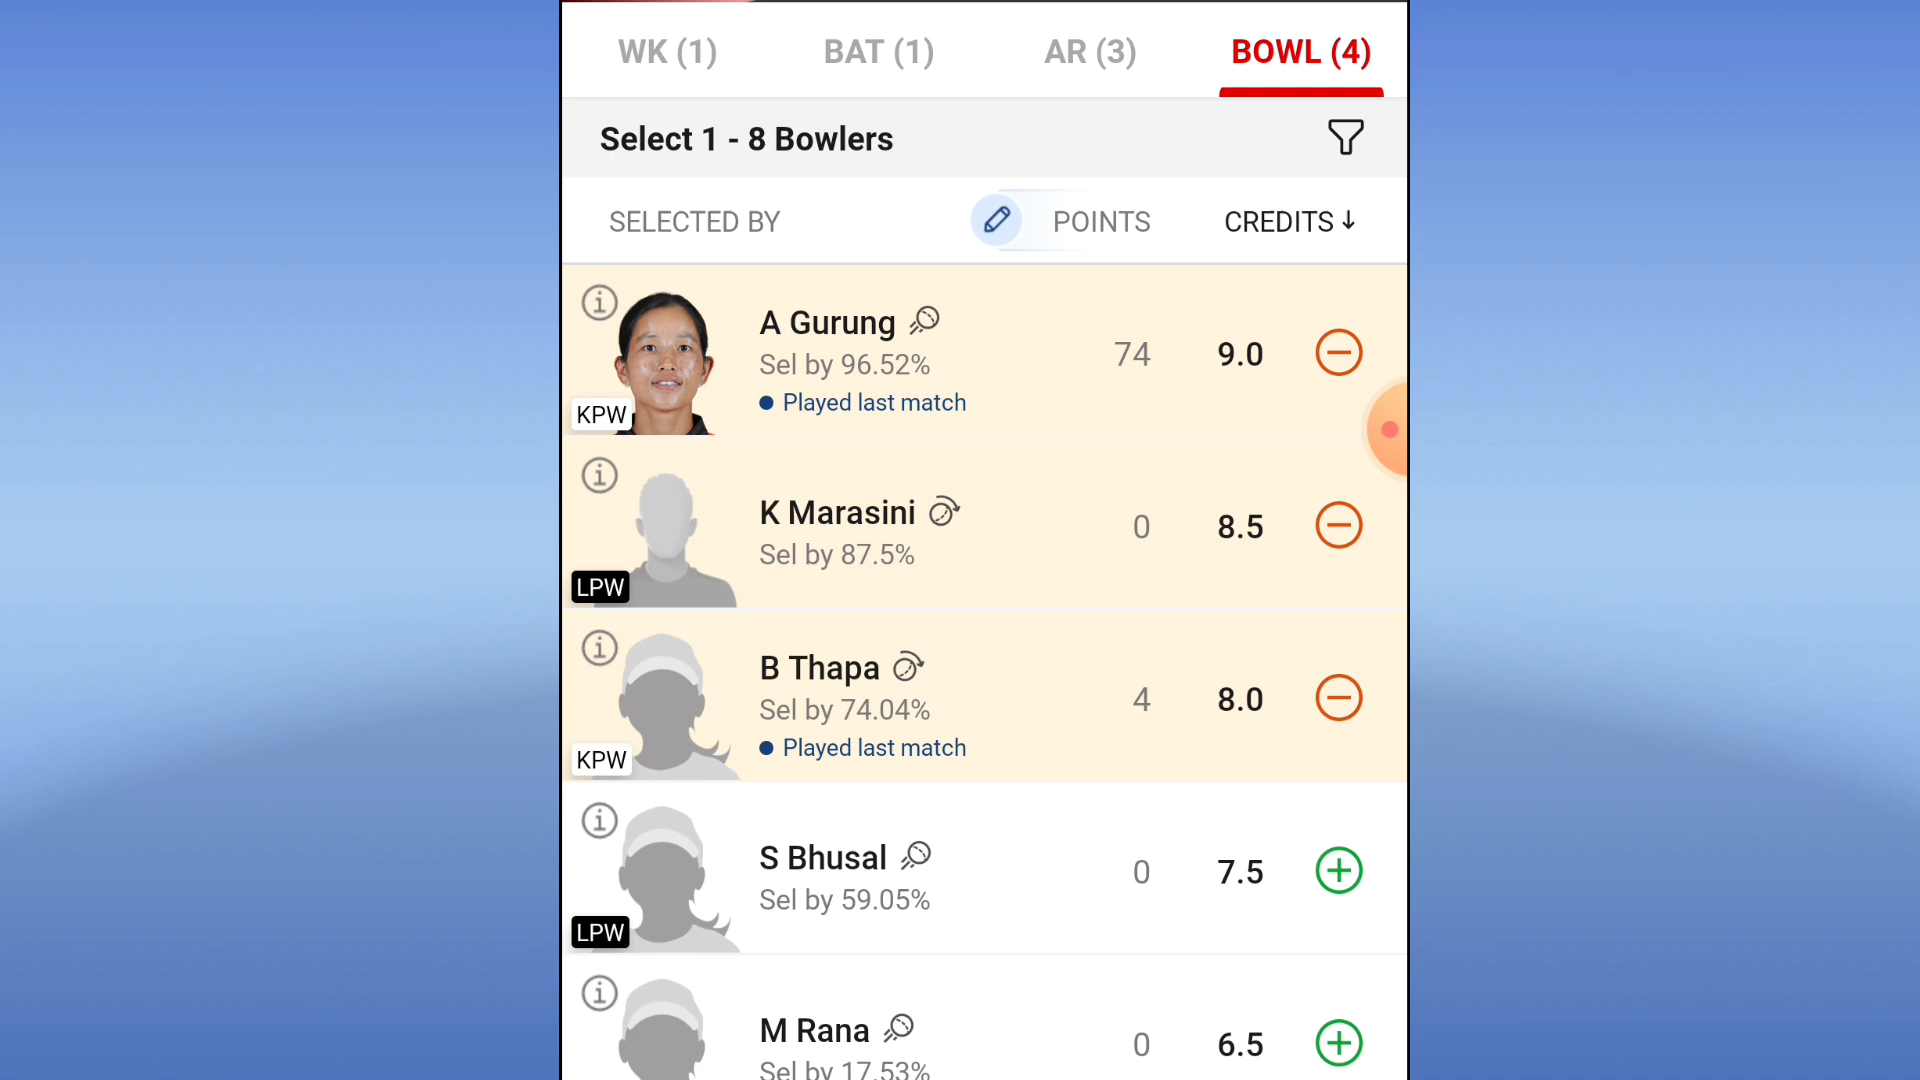 WK (1) BAT (1) AR (3) BOWL (4)
Select 1 - 8 Bowlers
SELECTED BY POINTS CREDITS↓
A Gurung
Sel by 96.52% 74 9.0
Played last match
KPW
K Marasini
Sel by 87.5% 0 8.5
LPW
B Thapa
Sel by 74.04% 4 8.0
Played last match
KPW
S Bhusal
Sel by 59.05% 0 7.5
LPW
M Rana 0 6.5
Sel by 17.53%